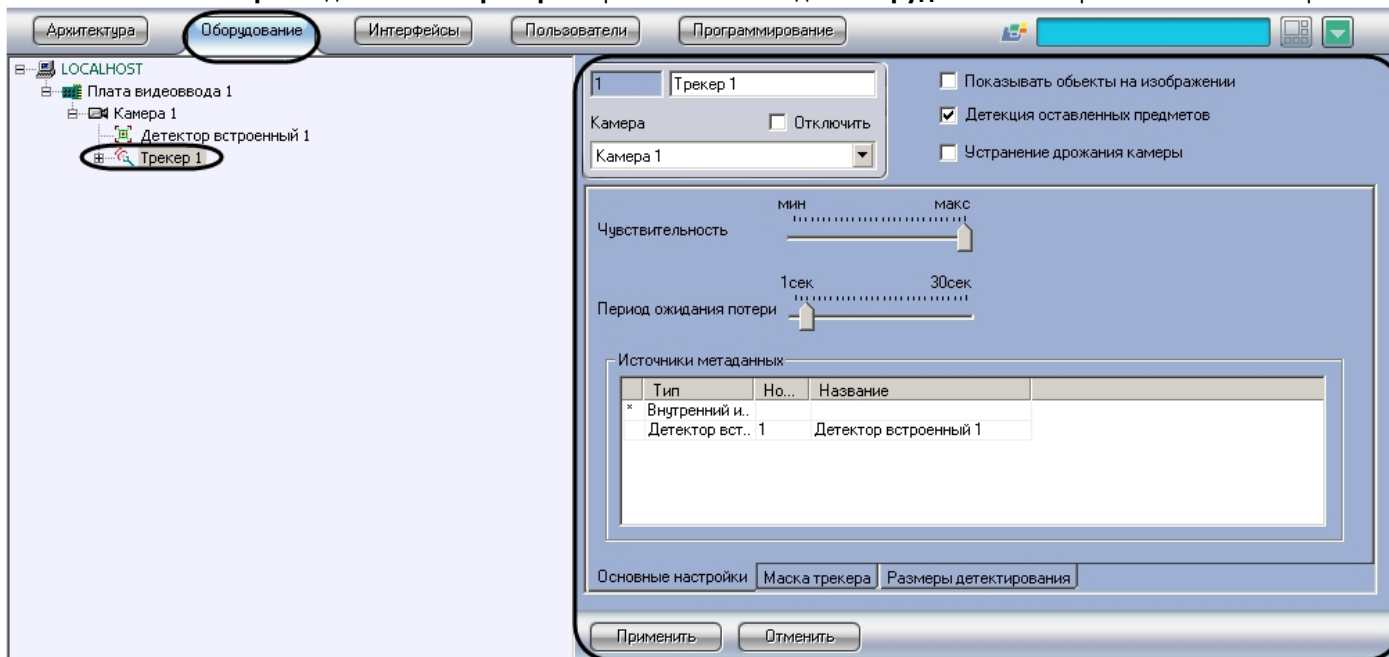 Архитектура Оборудование Интерфейсы Пользователи Программирование
LOCALHOST
Плата видеоввода 1
Камера 1
Детектор встроенный 1
Трекер 1
1 Трекер 1
Камера Отключить
Камера 1
Показывать объекты на изображении
Детекция оставленных предметов
Устранение дрожания камеры
мин макс
Чувствительность
1сек 30сек
Период ожидания потери
Источники метаданных
Тип Но... Название
* Внутренний и..
Детектор вст.. 1 Детектор встроенный 1
Основные настройки Маска трекера Размеры детектирования
Применить Отменить